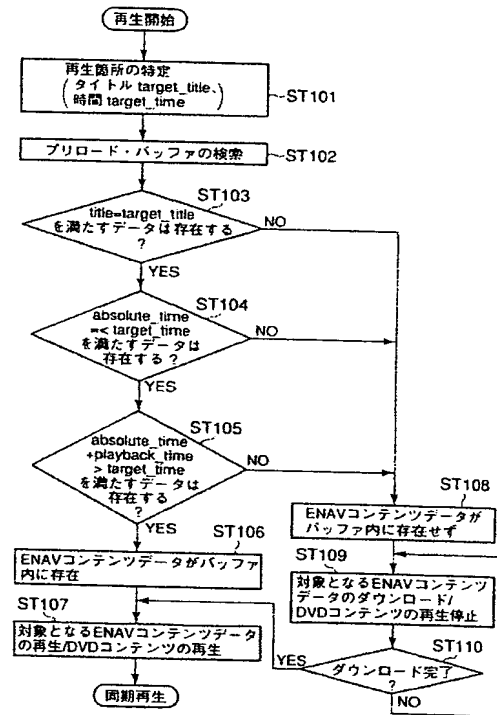 再生開始
再生箇所の特定
(タイトル target_title、
時間 target_time)
ST101
プリロード・バッファの検索
ST102
ST103
title=target_title
を満たすデータは存在する
?
NO
YES
ST104
absolute_time
=< target_time
を満たすデータは
存在する?
NO
YES
ST105
absolute_time
+playback_time
> target_time
を満たすデータは
存在する
?
NO
YES
ST106
ENAVコンテンツデータがバッファ
内に存在
ST107
対象となるENAVコンテンツデータ
の再生/DVDコンテンツの再生
同期再生
ST108
ENAVコンテンツデータが
バッファ内に存在せず
ST109
対象となるENAVコンテンツ
データのダウンロード/
DVDコンテンツの再生停止
ST110
ダウンロード完了
?
YES
NO